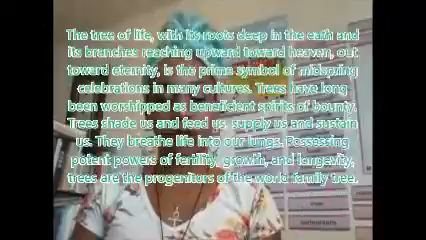 The tree of life, with its roots deep in the eath and
its branches reaching upward toward heaven, out
toward eternity, is the prime symbol of midspring
celebrations in many cultures. Trees have long
been worshipped as beneficient spirits of bounty.
Trees shade us and feed us. supply us and sustain
us. They breaths life into our lungs. Possessing
potent powers of fertility, growth, and longevity,
trees are the progenitors of the world family tree.